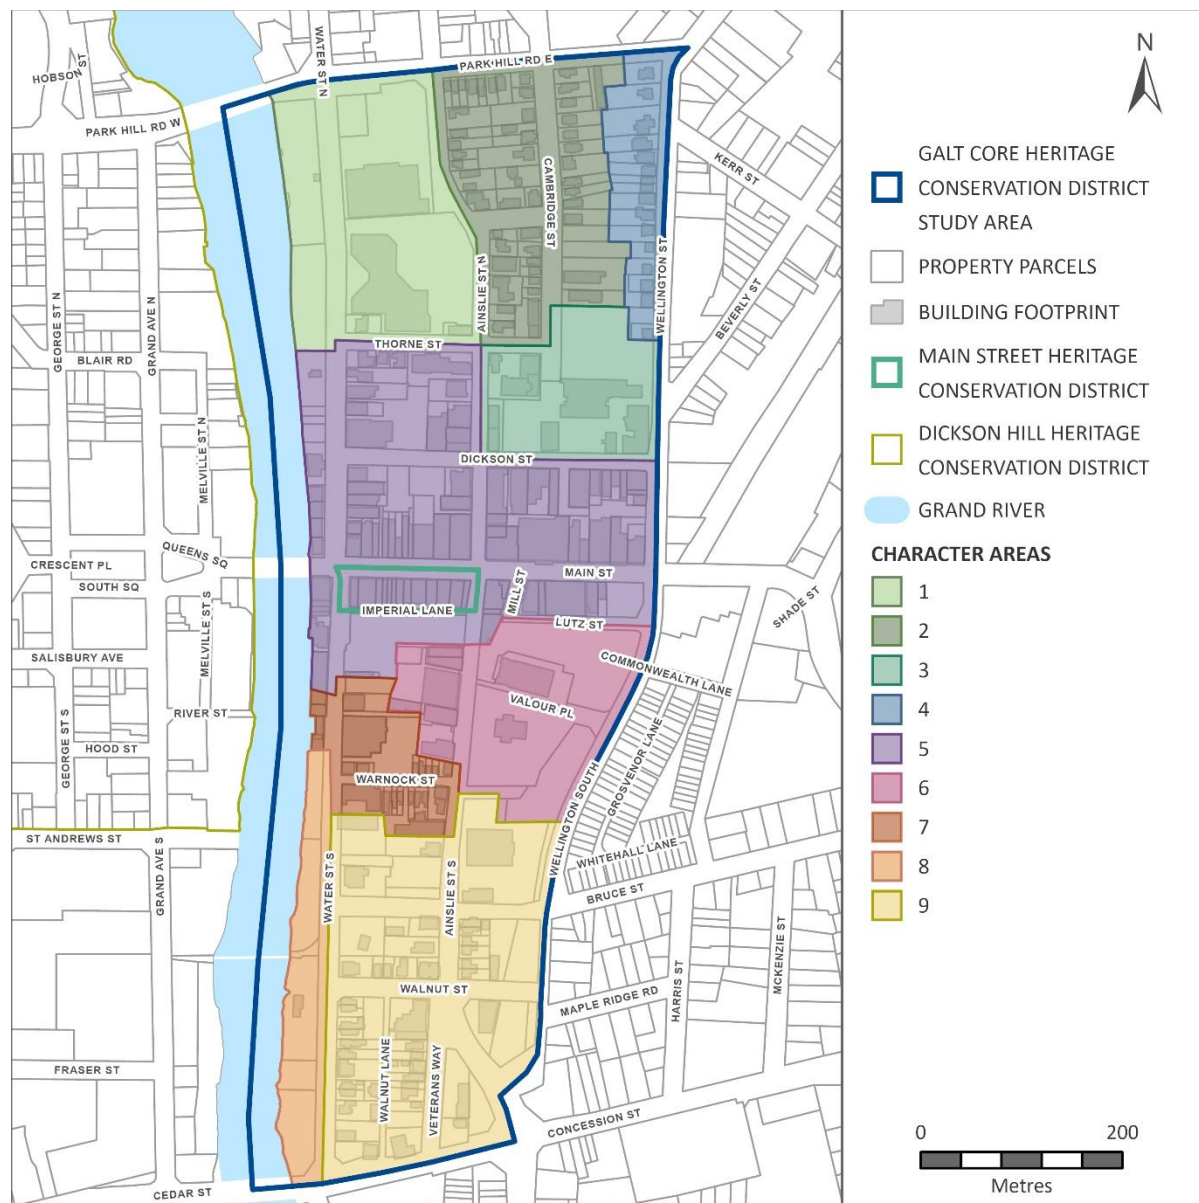 HOBSON ST
WATER ST N
PARK HILL RD E
PARK HILL RD W
KERR ST
CAMBRIDGE ST
AINSLIE ST N
WELLINGTON ST
BEVERLY ST
GEORGE ST N
GRAND AVE N
BLAIR RD
THORNE ST
MELVILLE ST N
DICKSON ST
QUEENS SQ
CRESCENT PL
SOUTH SQ
MAIN ST
MILL ST
IMPERIAL LANE
LUTZ ST
SHADE ST
MELVILLE ST S
SALISBURY AVE
COMMONWEALTH LANE
VALOUR PL
RIVER ST
GEORGE ST S
HOOD ST
GROSVENOR LANE
WARNOCK ST
WELLINGTON SOUTH
ST ANDREWS ST
WHITEHALL LANE
BRUCE ST
GRAND AVE S
WATER ST S
AINSLIE ST S
MCKENZIE ST
HARRIS ST
WALNUT ST
MAPLE RIDGE RD
FRASER ST
WALNUT LANE
VETERANS WAY
CONCESSION ST
CEDAR ST
N
GALT CORE HERITAGE
CONSERVATION DISTRICT
STUDY AREA
PROPERTY PARCELS
BUILDING FOOTPRINT
MAIN STREET HERITAGE
CONSERVATION DISTRICT
DICKSON HILL HERITAGE
CONSERVATION DISTRICT
GRAND RIVER
CHARACTER AREAS
1
2
3
4
5
6
7
8
9
0 200
Metres